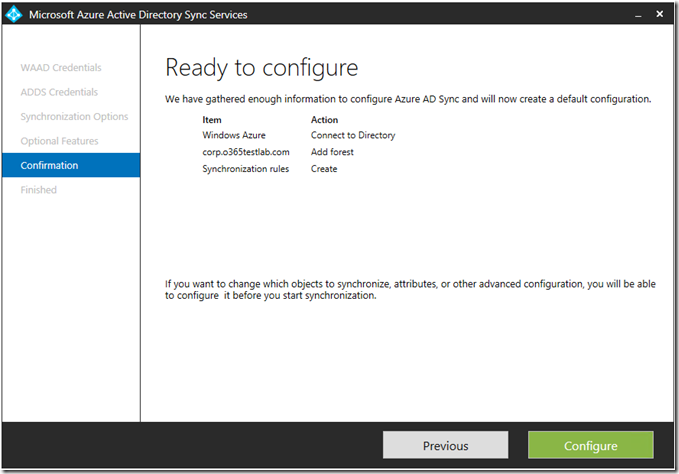 Microsoft Azure Active Directory Sync Services
WAAD Credentials
ADDS Credentials
Synchronization Options
Optional Features
Confirmation
Finished
Ready to configure
We have gathered enough information to configure Azure AD Sync and will now create a default configuration.
Item Action
Windows Azure Connect to Directory
corp.o365testlab.com Add forest
Synchronization rules Create
If you want to change which objects to synchronize, attributes, or other advanced configuration, you will be able
to configure it before you start synchronization.
Previous Configure